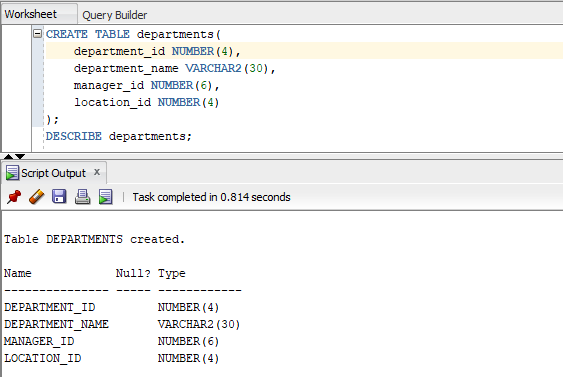 Worksheet Query Builder
CREATE TABLE departments(
    department_id NUMBER(4),
    department_name VARCHAR2(30),
    manager_id NUMBER(6),
    location_id NUMBER(4)
);
DESCRIBE departments;
Script Output x
Task completed in 0.814 seconds
Table DEPARTMENTS created.
Name            Null? Type
--------------- ----- ------------
DEPARTMENT_ID         NUMBER(4)
DEPARTMENT_NAME       VARCHAR2(30)
MANAGER_ID            NUMBER(6)
LOCATION_ID           NUMBER(4)